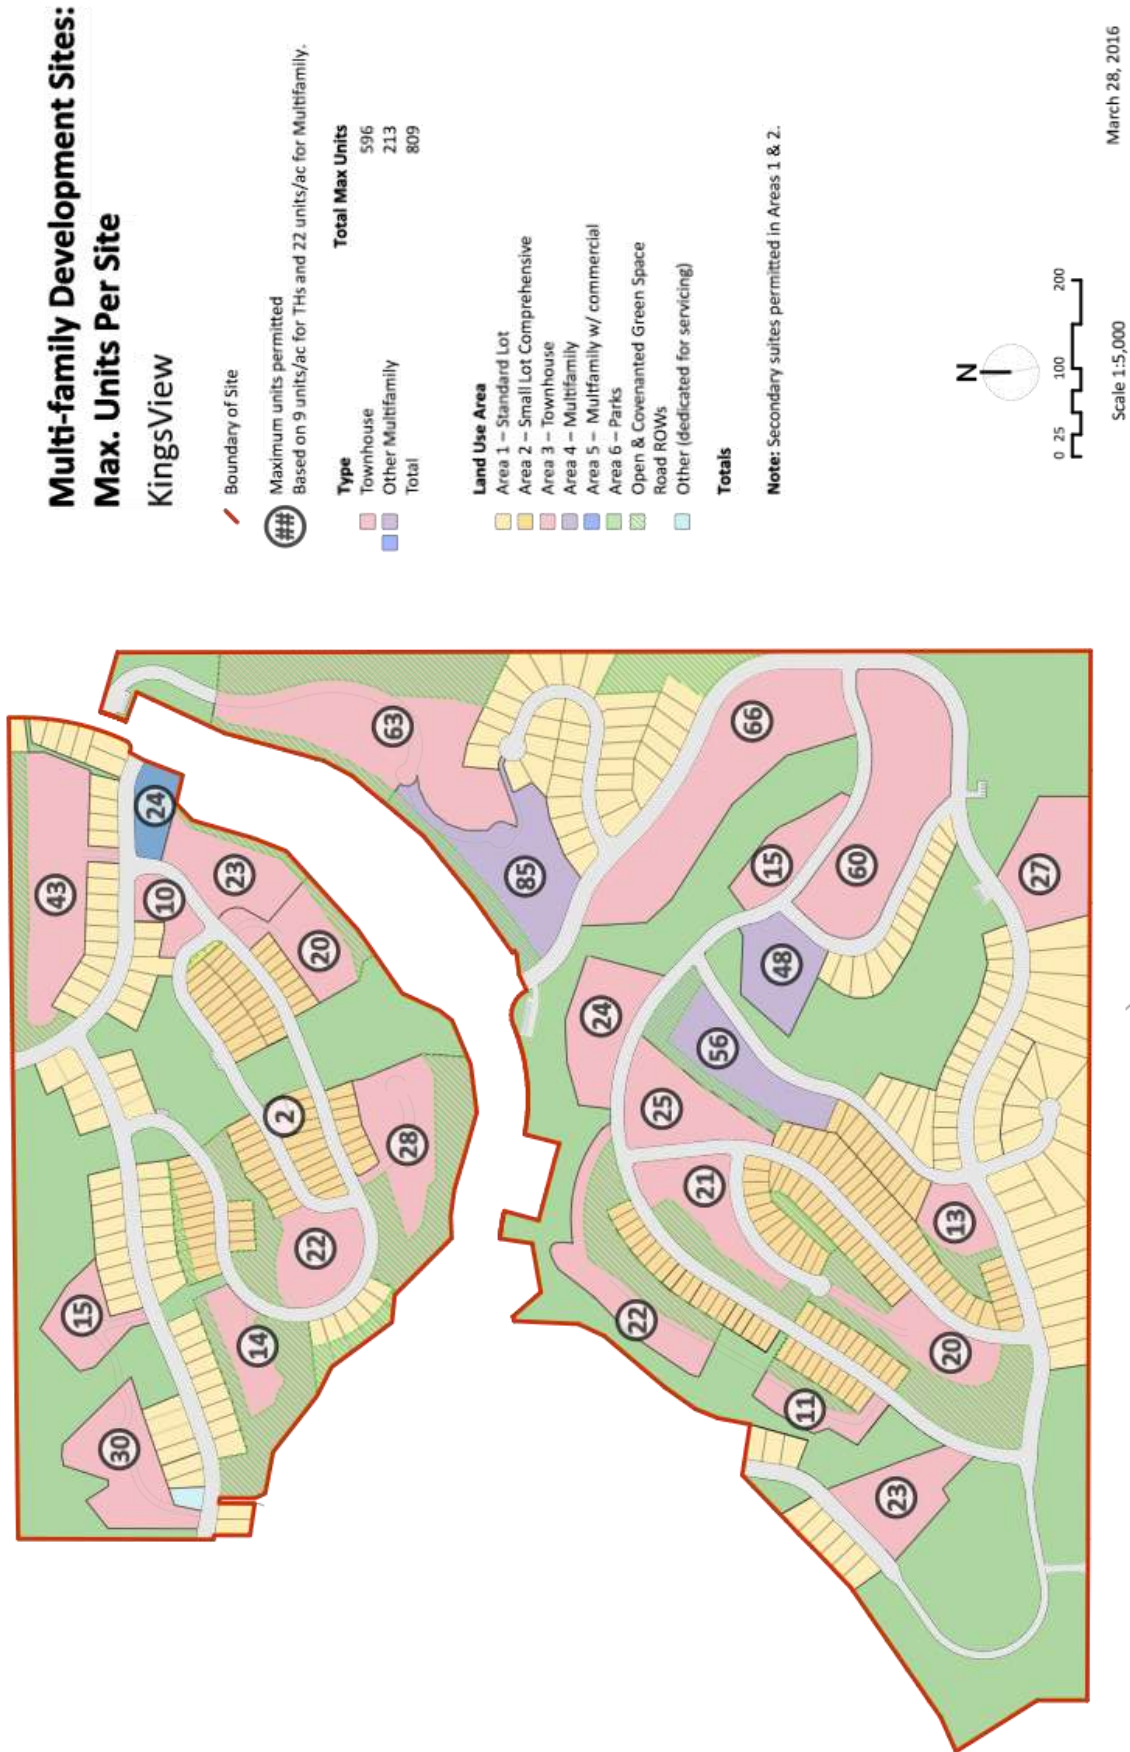 Multi-family Development Sites:
Max. Units Per Site
KingsView
Boundary of Site
##
Maximum units permitted
Based on 9 units/ac for THs and 22 units/ac for Multifamily.
Type Total Max Units
Townhouse 596
Other Multifamily 213
Total 809
Land Use Area
Area 1 – Standard Lot
Area 2 – Small Lot Comprehensive
Area 3 – Townhouse
Area 4 – Multifamily
Area 5 – Multfamily w/ commercial
Area 6 – Parks
Open & Covenanted Green Space
Road ROWs
Other (dedicated for servicing)
Totals
Note: Secondary suites permitted in Areas 1 & 2.
N
0 25 100 200
Scale 1:5,000
March 28, 2016
30
15
43
24
10
23
20
2
14
22
28
63
85
66
15
60
48
27
24
56
25
21
13
22
11
20
23